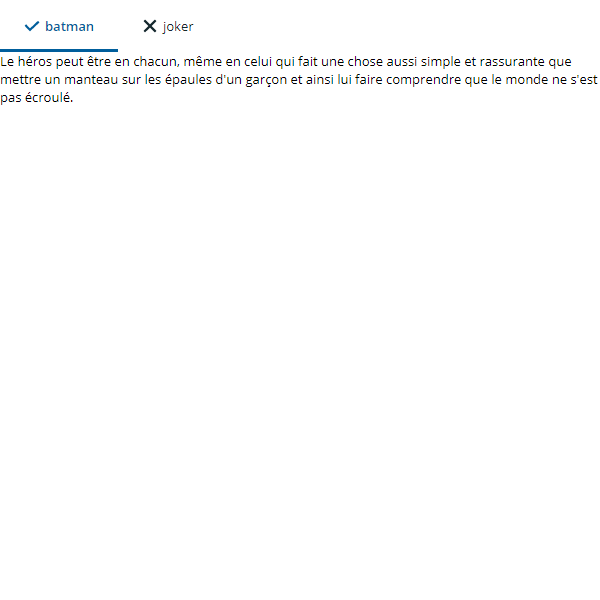 batman
joker
Le héros peut être en chacun, même en celui qui fait une chose aussi simple et rassurante que
mettre un manteau sur les épaules d'un garçon et ainsi lui faire comprendre que le monde ne s'est
pas écroulé.